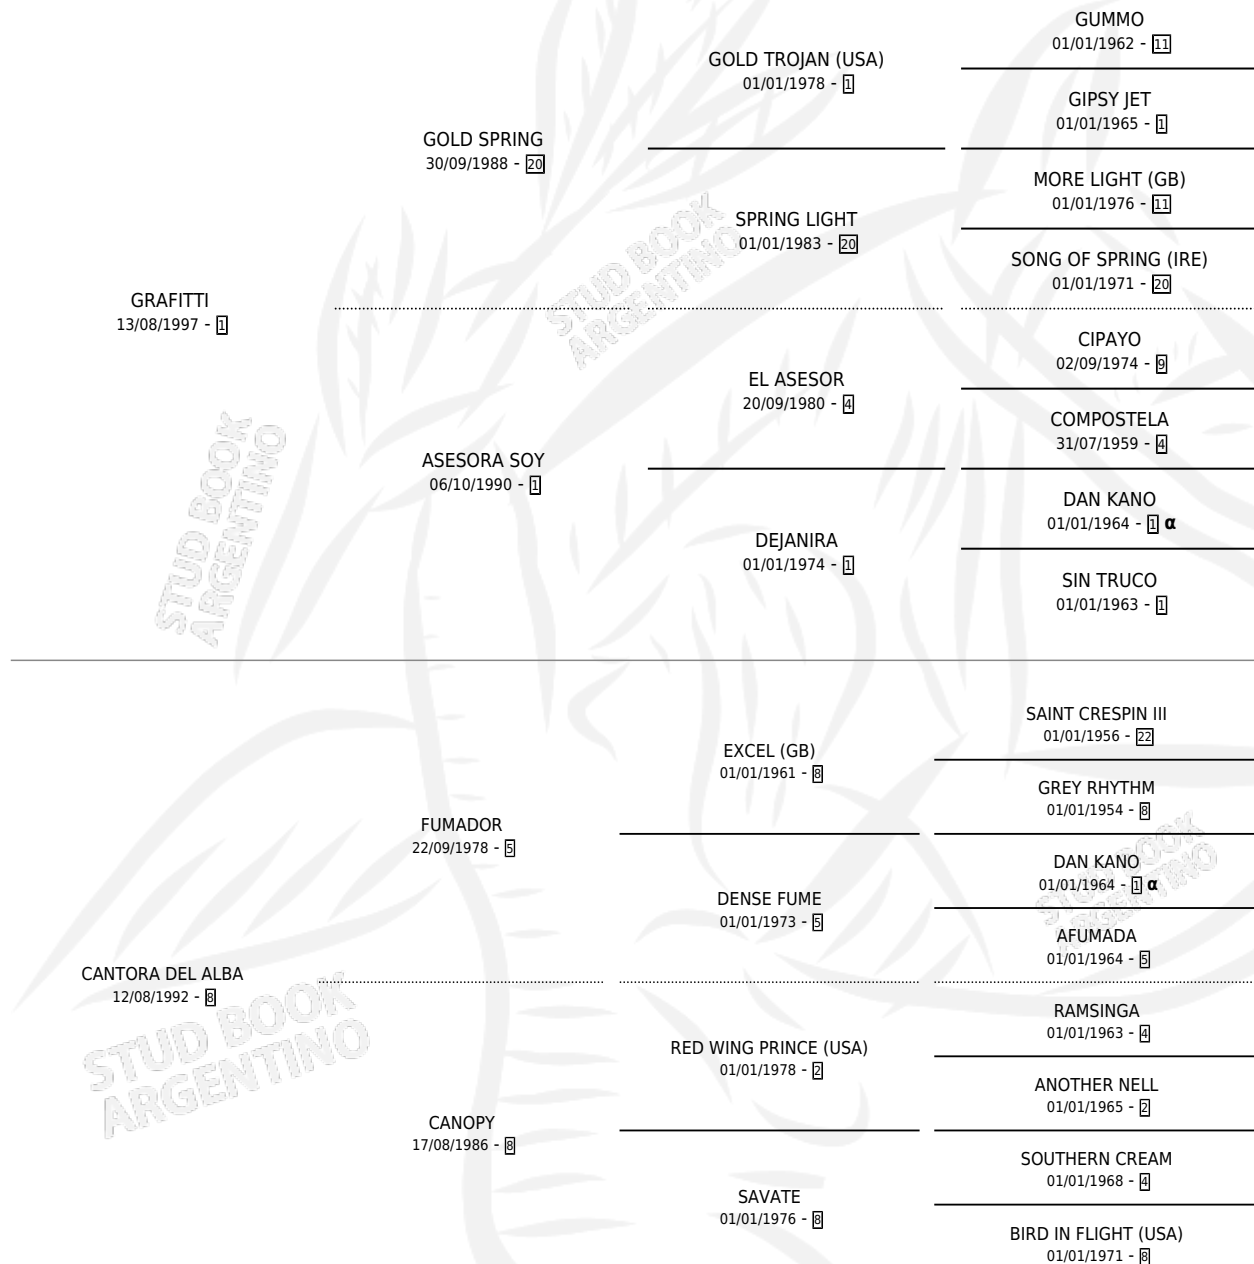 GUMMO
01/01/1962 - 11
GOLD TROJAN (USA)
01/01/1978 - 1
GIPSY JET
01/01/1965 - 1
GOLD SPRING
30/09/1988 - 20
MORE LIGHT (GB)
01/01/1976 - 11
SPRING LIGHT
01/01/1983 - 20
SONG OF SPRING (IRE)
01/01/1971 - 20
GRAFITTI
13/08/1997 - 1
CIPAYO
02/09/1974 - 9
EL ASESOR
20/09/1980 - 4
COMPOSTELA
31/07/1959 - 4
ASESORA SOY
06/10/1990 - 1
DAN KANO
01/01/1964 - 1 α
DEJANIRA
01/01/1974 - 1
SIN TRUCO
01/01/1963 - 1
SAINT CRESPIN III
01/01/1956 - 22
EXCEL (GB)
01/01/1961 - 8
GREY RHYTHM
01/01/1954 - 8
FUMADOR
22/09/1978 - 5
DAN KANO
01/01/1964 - 1 α
DENSE FUME
01/01/1973 - 5
AFUMADA
01/01/1964 - 5
CANTORA DEL ALBA
12/08/1992 - 8
RAMSINGA
01/01/1963 - 4
RED WING PRINCE (USA)
01/01/1978 - 2
ANOTHER NELL
01/01/1965 - 2
CANOPY
17/08/1986 - 8
SOUTHERN CREAM
01/01/1968 - 4
SAVATE
01/01/1976 - 8
BIRD IN FLIGHT (USA)
01/01/1971 - 8
STUD BOOK
ARGENTINO
STUD BOOK
ARGENTINO
STUD BOOK
ARGENTINO
STUD BOOK
ARGENTINO